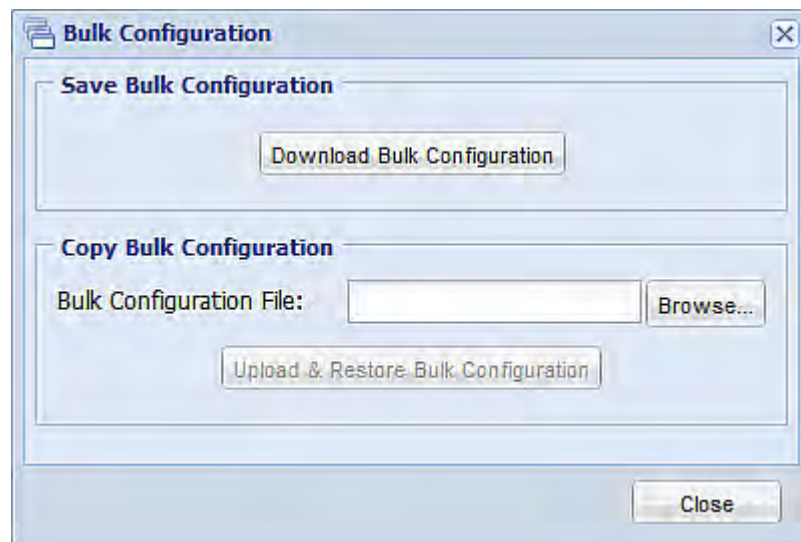 Bulk Configuration
Save Bulk Configuration
Download Bulk Configuration
Copy Bulk Configuration
Bulk Configuration File:
Browse...
Upload & Restore Bulk Configuration
Close